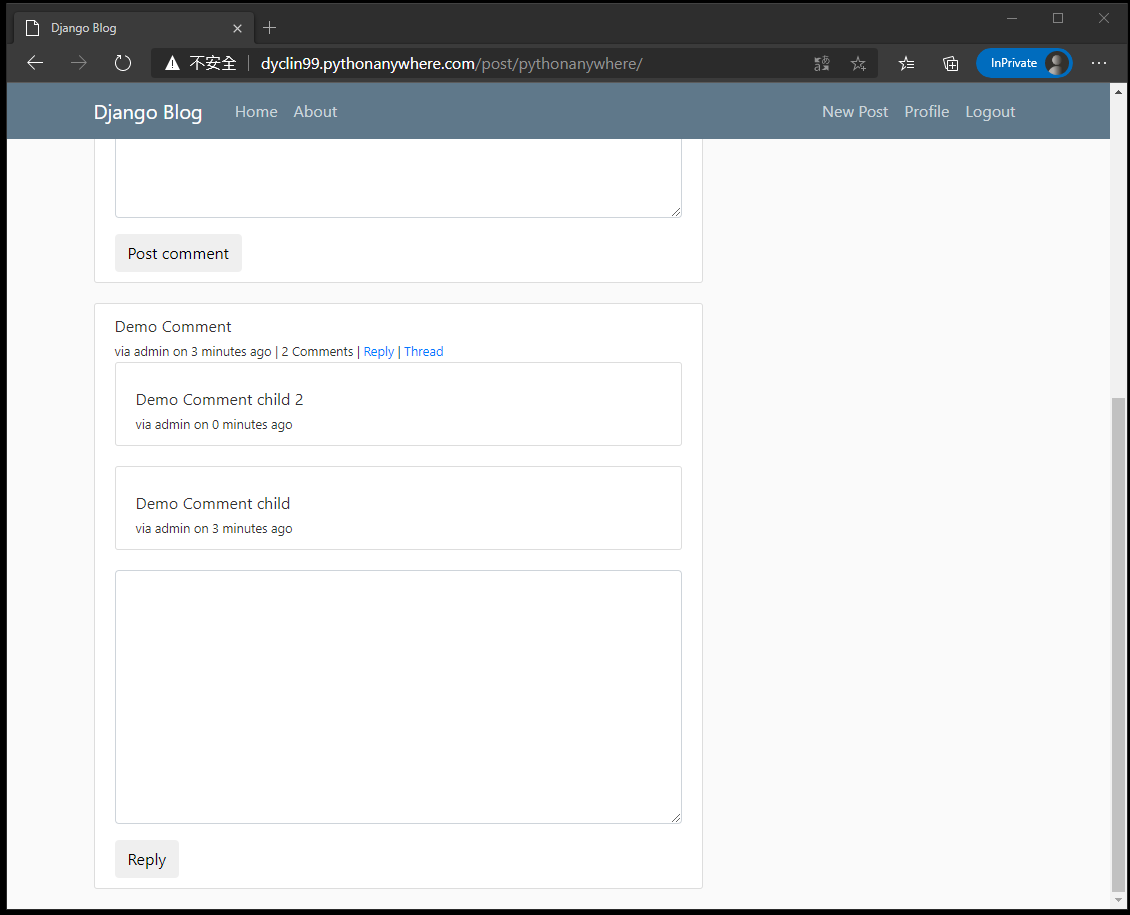 Django Blog
不安全 dyclin99.pythonanywhere.com/post/pythonanywhere/ InPrivate
Django Blog Home About New Post Profile Logout
Post comment
Demo Comment
via admin on 3 minutes ago | 2 Comments | Reply | Thread
Demo Comment child 2
via admin on 0 minutes ago
Demo Comment child
via admin on 3 minutes ago
Reply